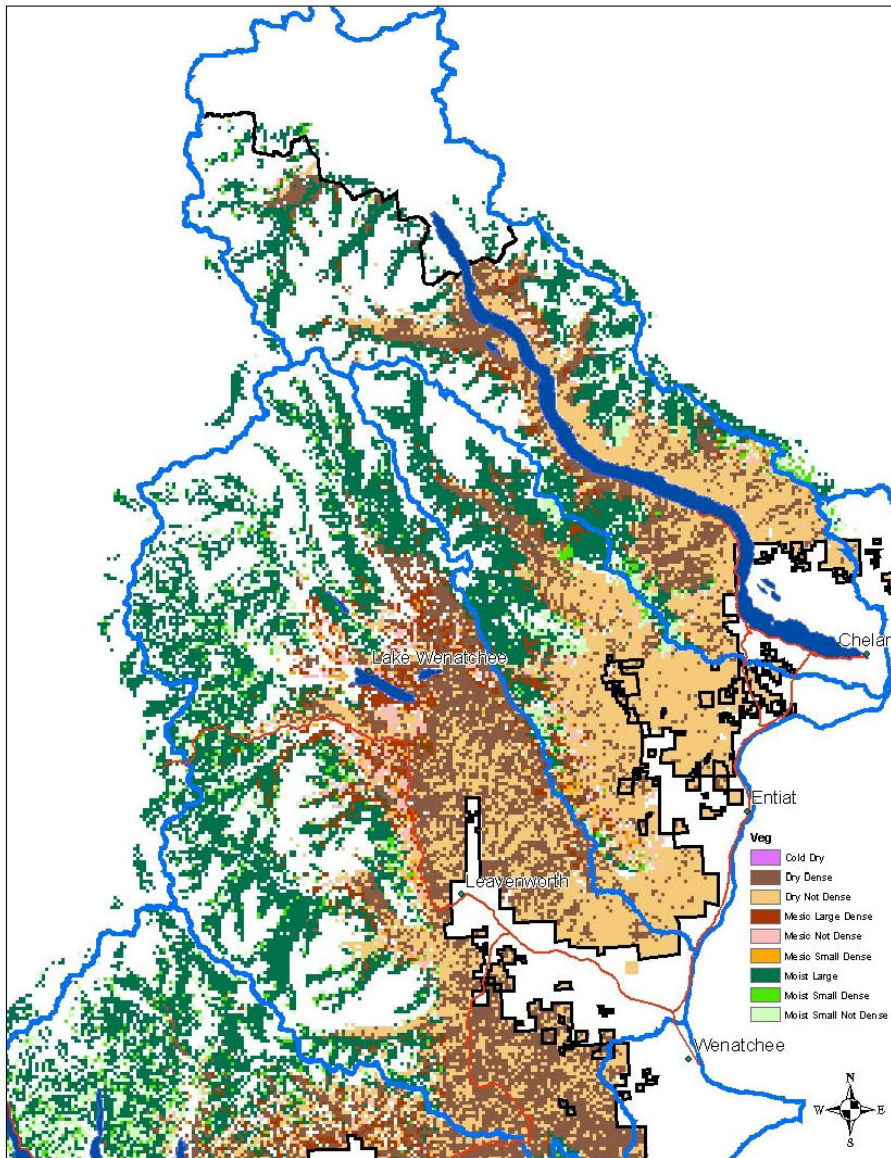 Chelan
Lake Wenatchee
Entiat
Veg
Cold Dry
Dry Dense
Dry Not Dense
Mesic Large Dense
Mesic Not Dense
Mesic Small Dense
Moist Large
Moist Small Dense
Moist Small Not Dense
Leavenworth
Wenatchee
N
W E
S